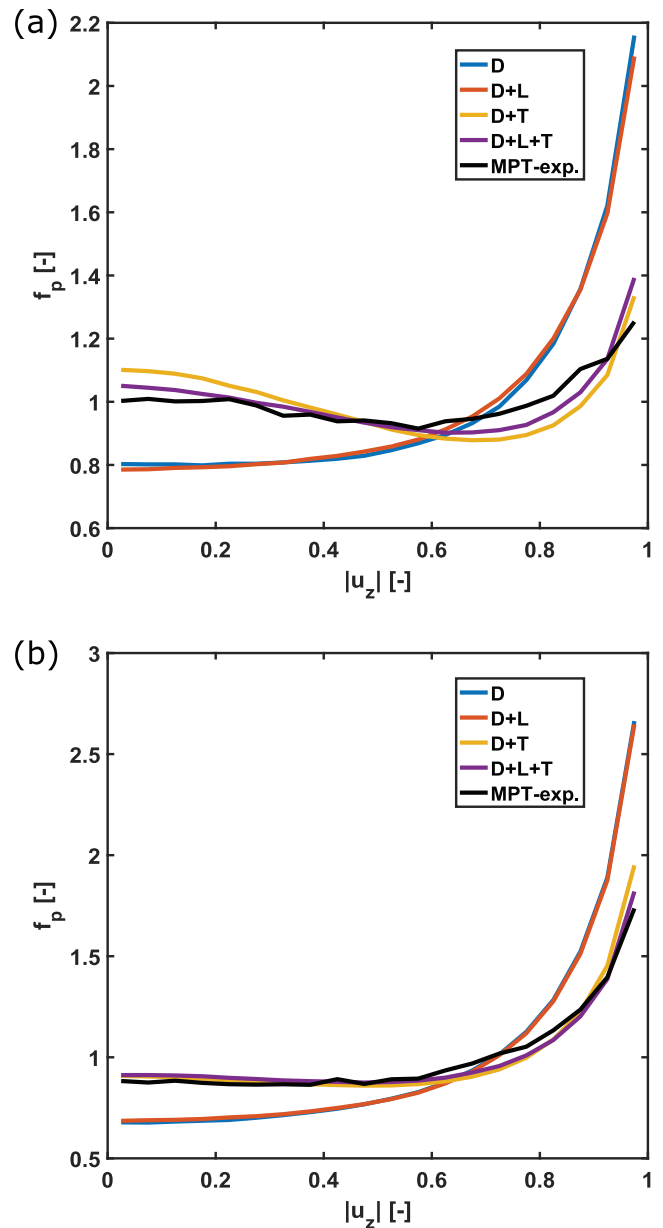 (a)
2.2
2
1.8
1.6
1.4
1.2
1
0.8
0.6
f_p [-]
D
D+L
D+T
D+L+T
MPT-exp.
0 0.2 0.4 0.6 0.8 1
|u_z| [-]
(b)
3
2.5
2
1.5
1
0.5
f_p [-]
D
D+L
D+T
D+L+T
MPT-exp.
0 0.2 0.4 0.6 0.8 1
|u_z| [-]